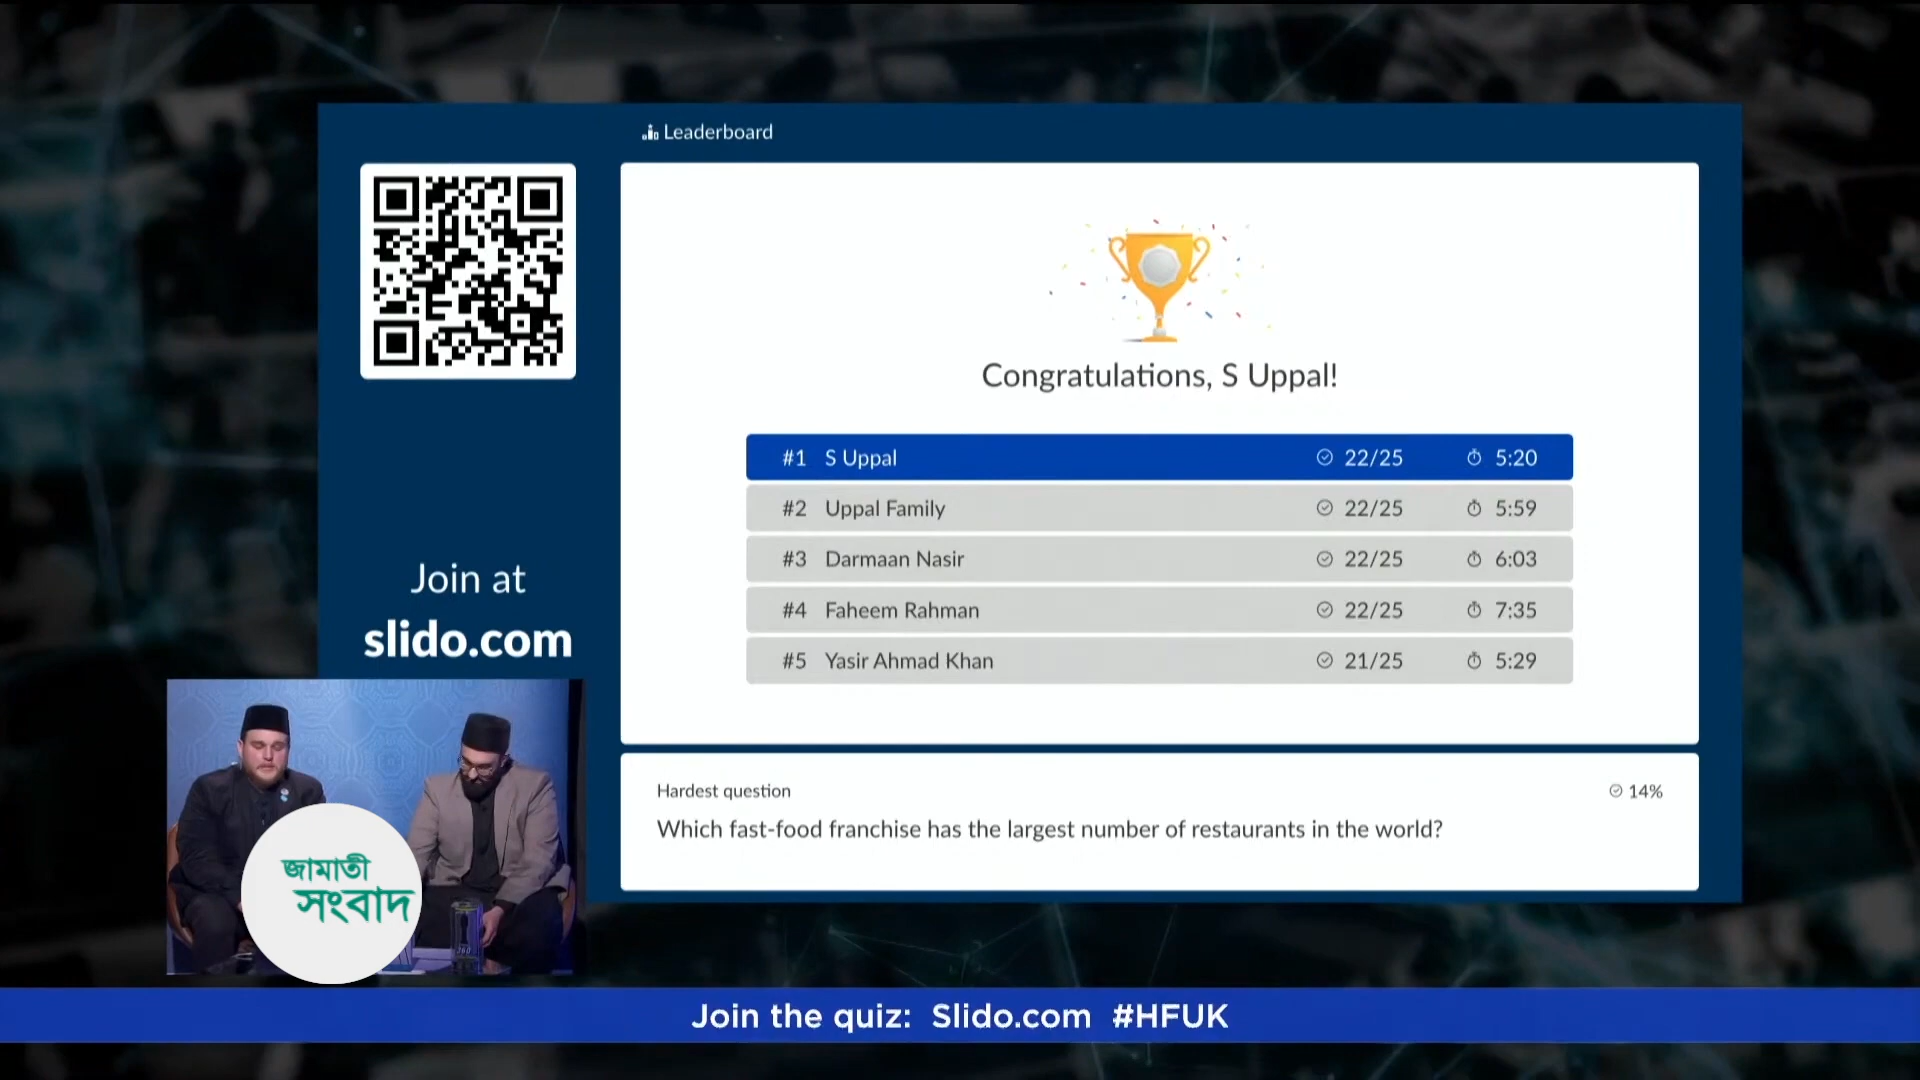 Leaderboard
Congratulations, S Uppal!
#1 S Uppal 22/25 5:20
#2 Uppal Family 22/25 5:59
#3 Darmaan Nasir 22/25 6:03
#4 Faheem Rahman 22/25 7:35
#5 Yasir Ahmad Khan 21/25 5:29
Join at
slido.com
Hardest question 14%
Which fast-food franchise has the largest number of restaurants in the world?
জামাতী
সংবাদ
Join the quiz: Slido.com #HFUK